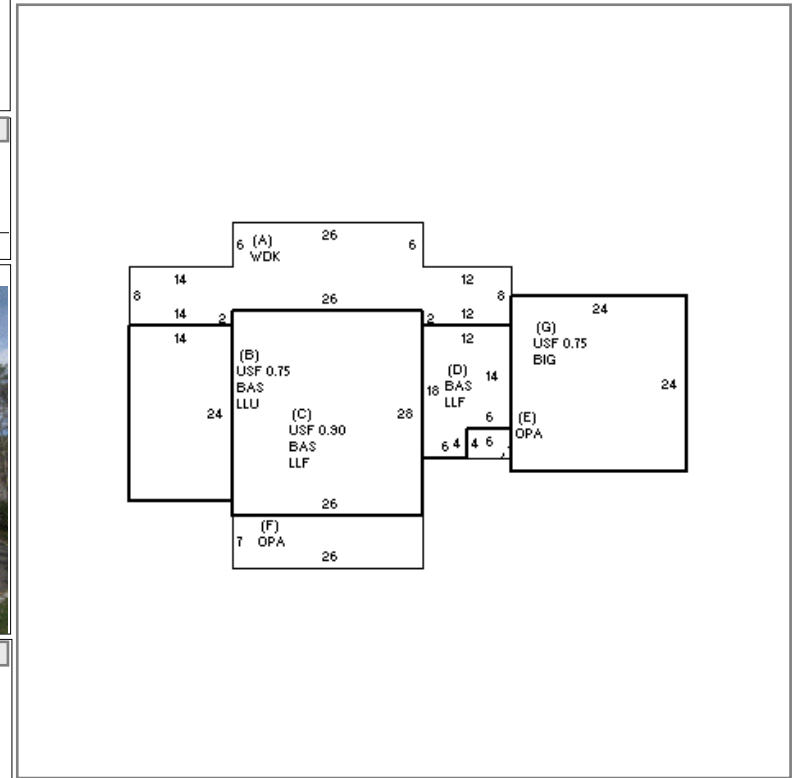 26
6 (A) 6
WDK
14 12
8 26 8
14 2 2 12
14 12 24
(G)
USF 0.75
BIG
(B)
USF 0.75
BAS
LLU
(D) 14
18 BAS
LLF
24
24 (C) 28
USF 0.90
BAS
LLF
6 (E)
OPA
6 4 4 6
26
(F)
7 OPA
26